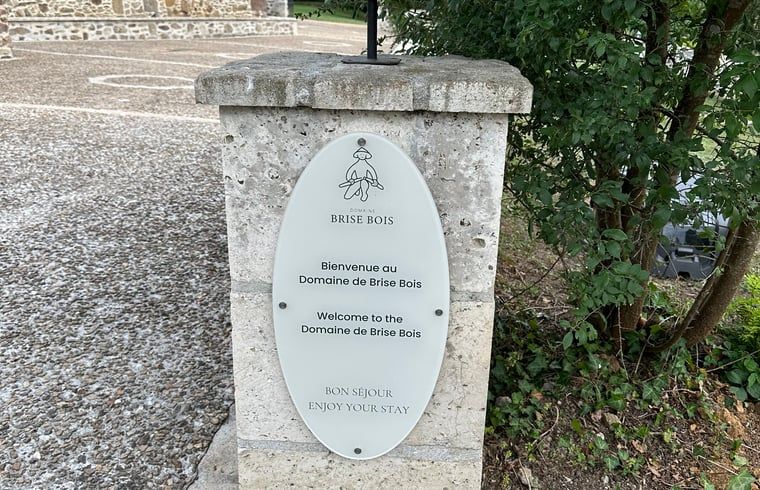 DOMAINE
BRISE BOIS
Bienvenue au
Domaine de Brise Bois
Welcome to the
Domaine de Brise Bois
BON SÉJOUR
ENJOY YOUR STAY